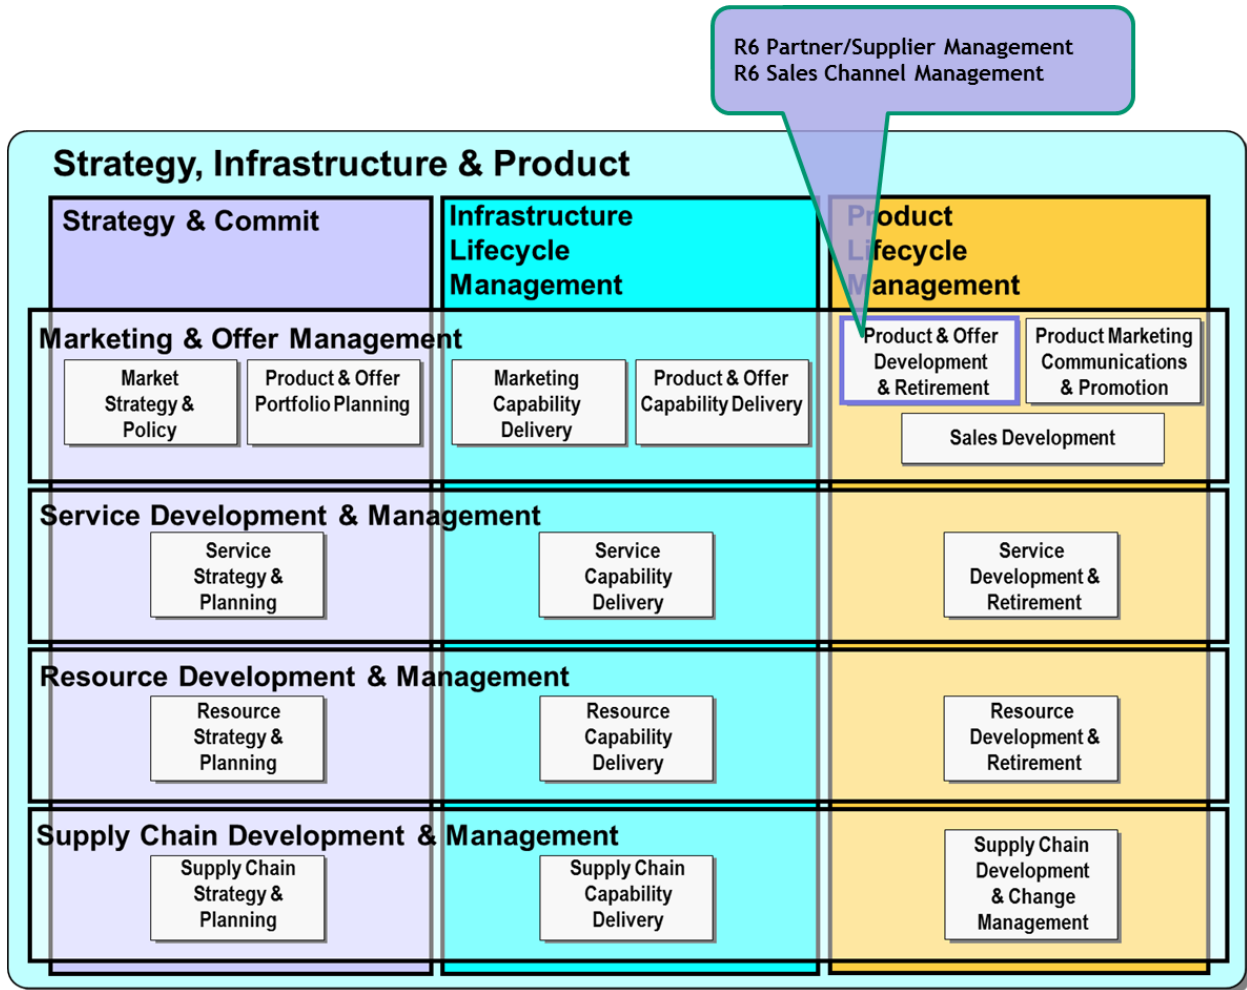 R6 Partner/Supplier Management
R6 Sales Channel Management
Strategy, Infrastructure & Product
Strategy & Commit
Infrastructure
Lifecycle
Management
Product
Lifecycle
Management
Marketing & Offer Management
Market
Strategy &
Policy
Product & Offer
Portfolio Planning
Marketing
Capability
Delivery
Product & Offer
Capability Delivery
Product & Offer
Development
& Retirement
Product Marketing
Communications
& Promotion
Sales Development
Service Development & Management
Service
Strategy &
Planning
Service
Capability
Delivery
Service
Development &
Retirement
Resource Development & Management
Resource
Strategy &
Planning
Resource
Capability
Delivery
Resource
Development &
Retirement
Supply Chain Development & Management
Supply Chain
Strategy &
Planning
Supply Chain
Capability
Delivery
Supply Chain
Development
& Change
Management